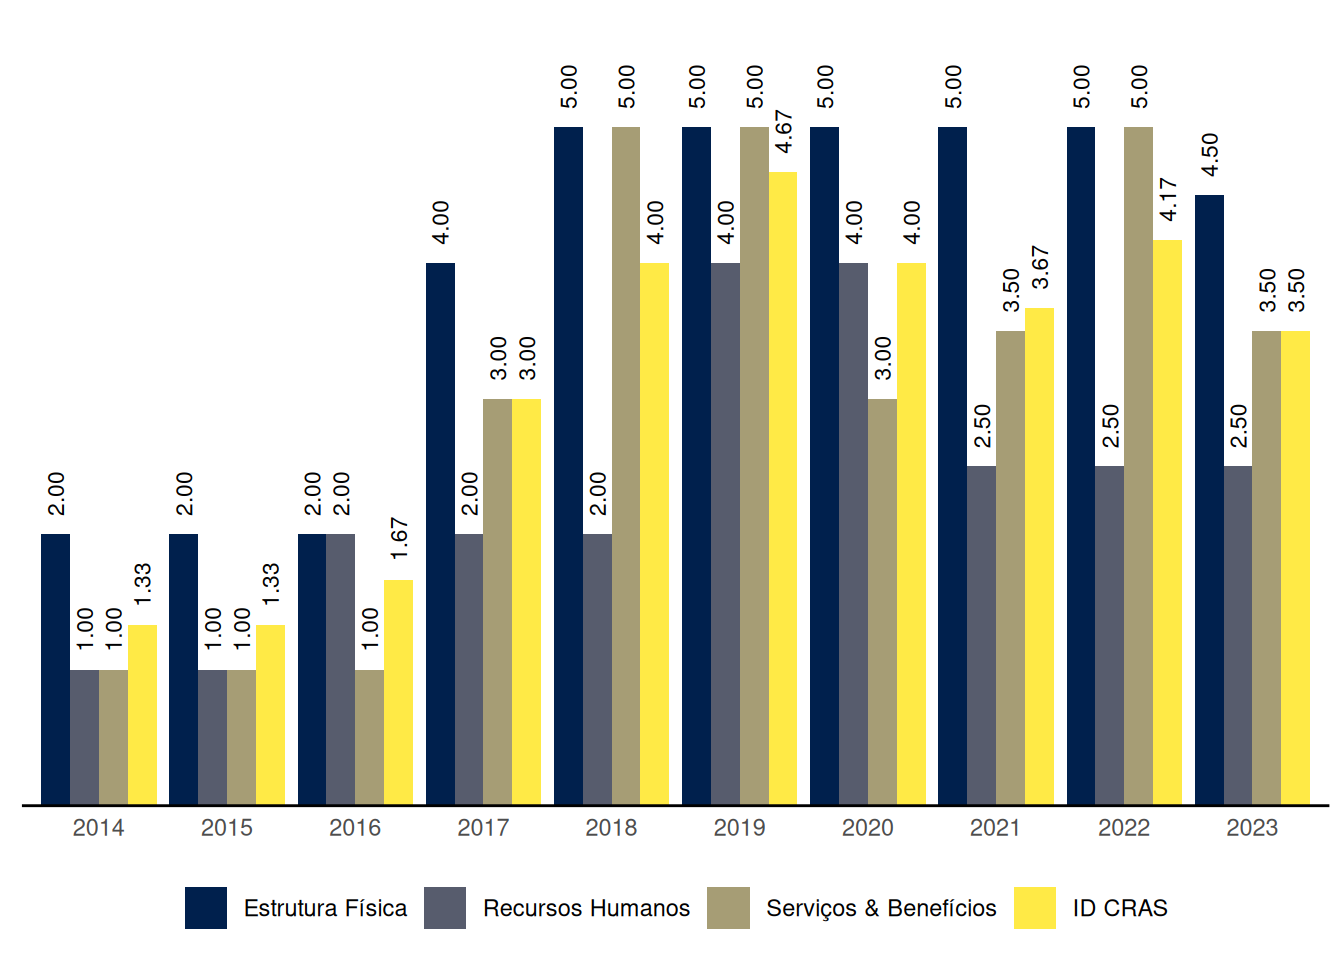 5.00 5.00 5.00 5.00 5.00 5.00 5.00 5.00
4.67
4.50
4.17
4.00 4.00 4.00 4.00 4.00
3.67
3.50 3.50 3.50
3.00 3.00 3.00
2.50 2.50 2.50
2.00 2.00 2.00 2.00 2.00 2.00
1.67
1.33 1.33
1.00 1.00 1.00 1.00 1.00
2014 2015 2016 2017 2018 2019 2020 2021 2022 2023
Estrutura Física Recursos Humanos Serviços & Benefícios ID CRAS